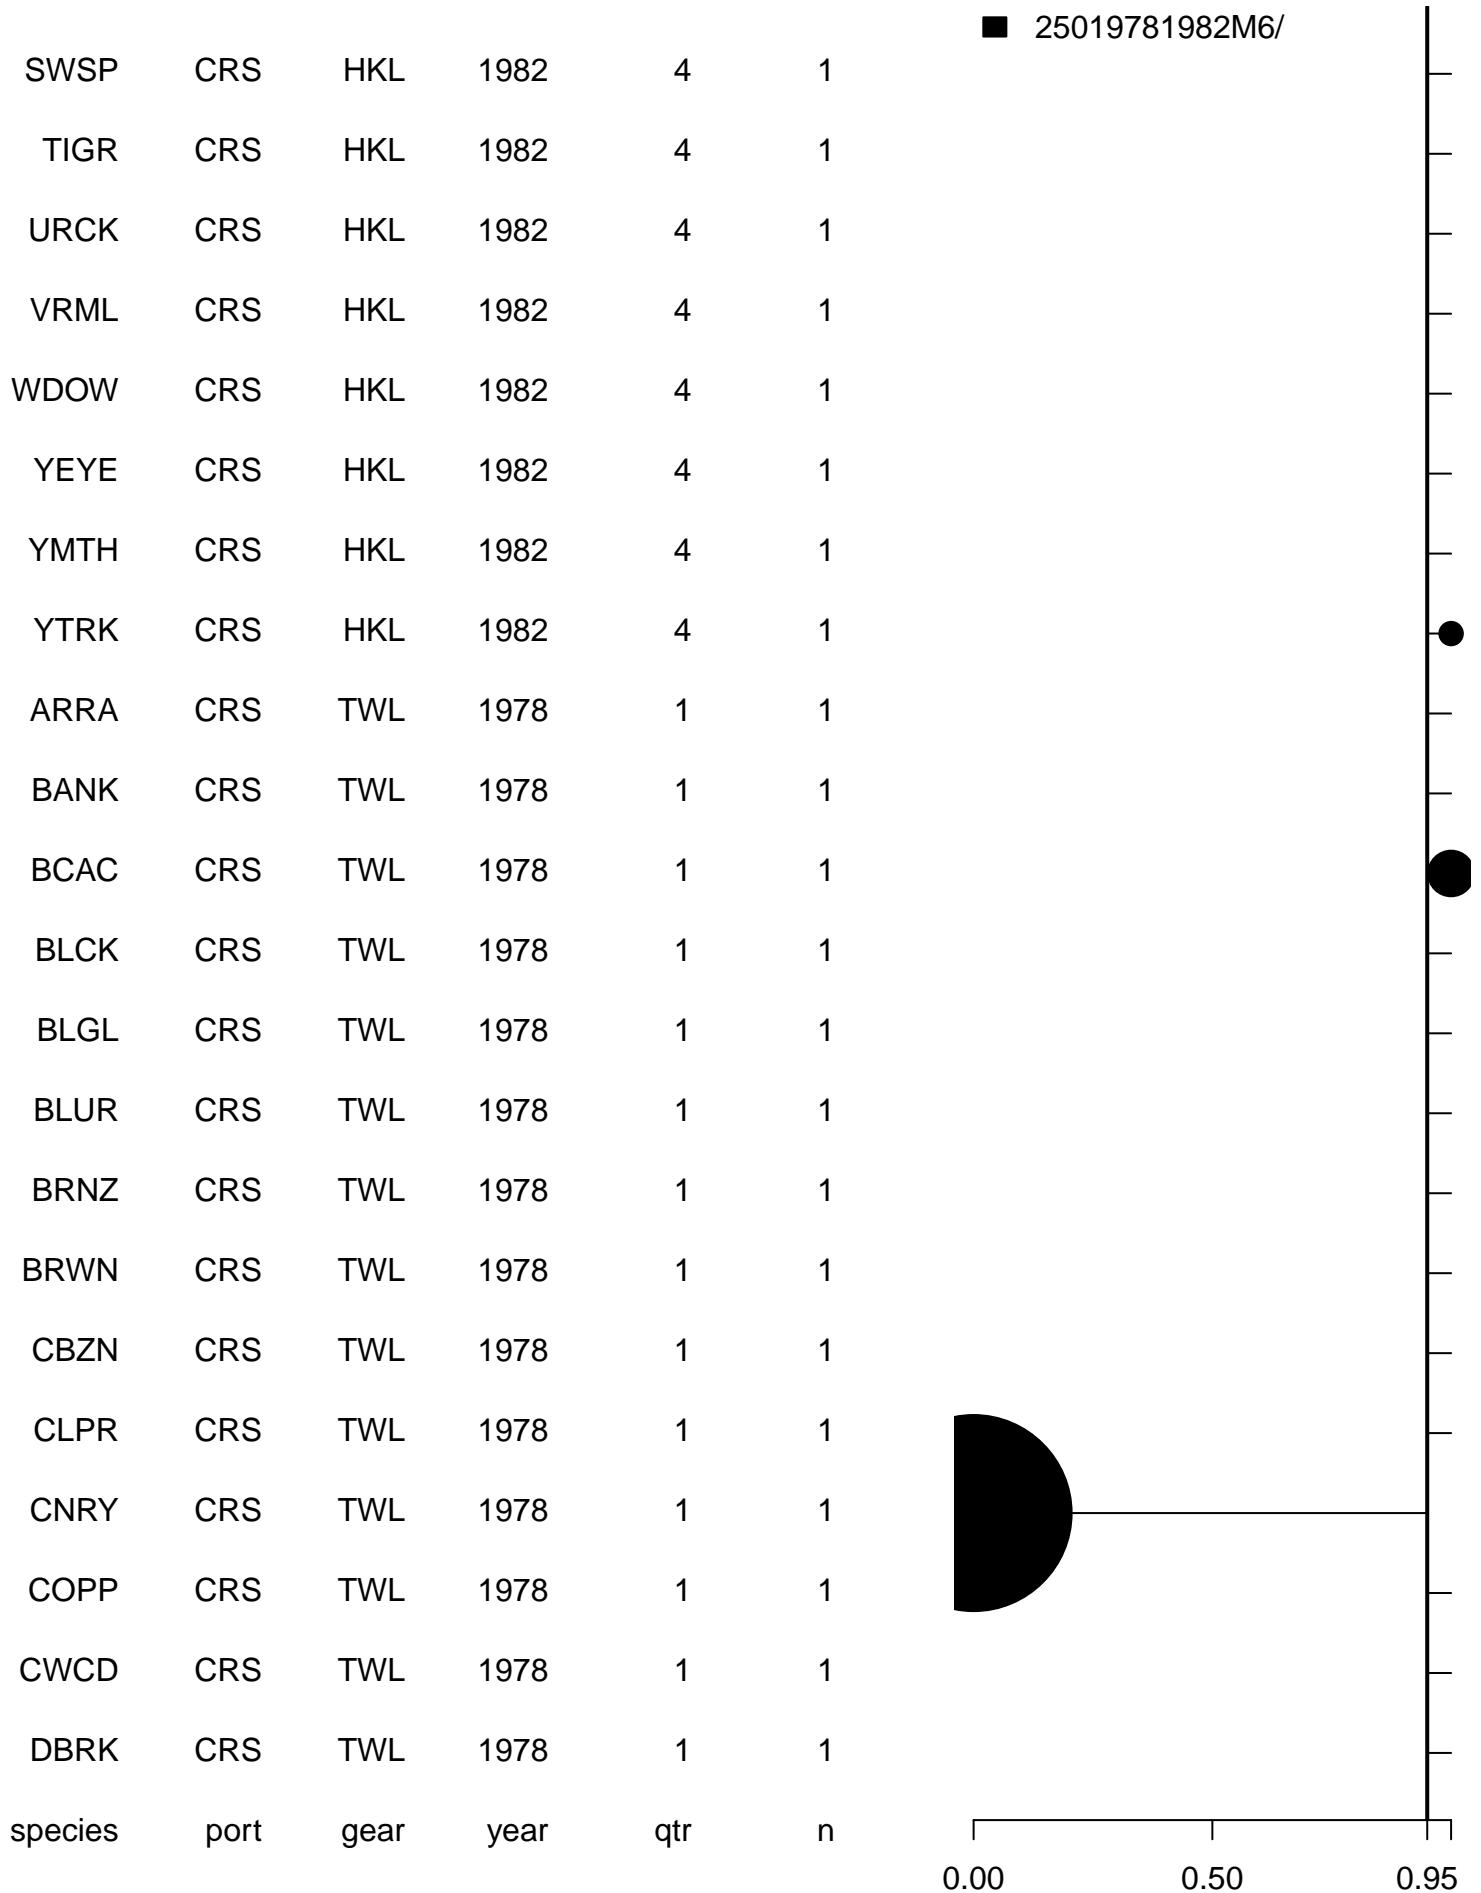 25019781982M6/
SWSP CRS HKL 1982 4 1
TIGR CRS HKL 1982 4 1
URCK CRS HKL 1982 4 1
VRML CRS HKL 1982 4 1
WDOW CRS HKL 1982 4 1
YEYE CRS HKL 1982 4 1
YMTH CRS HKL 1982 4 1
YTRK CRS HKL 1982 4 1
ARRA CRS TWL 1978 1 1
BANK CRS TWL 1978 1 1
BCAC CRS TWL 1978 1 1
BLCK CRS TWL 1978 1 1
BLGL CRS TWL 1978 1 1
BLUR CRS TWL 1978 1 1
BRNZ CRS TWL 1978 1 1
BRWN CRS TWL 1978 1 1
CBZN CRS TWL 1978 1 1
CLPR CRS TWL 1978 1 1
CNRY CRS TWL 1978 1 1
COPP CRS TWL 1978 1 1
CWCD CRS TWL 1978 1 1
DBRK CRS TWL 1978 1 1
species port gear year qtr n
0.00 0.50 0.95